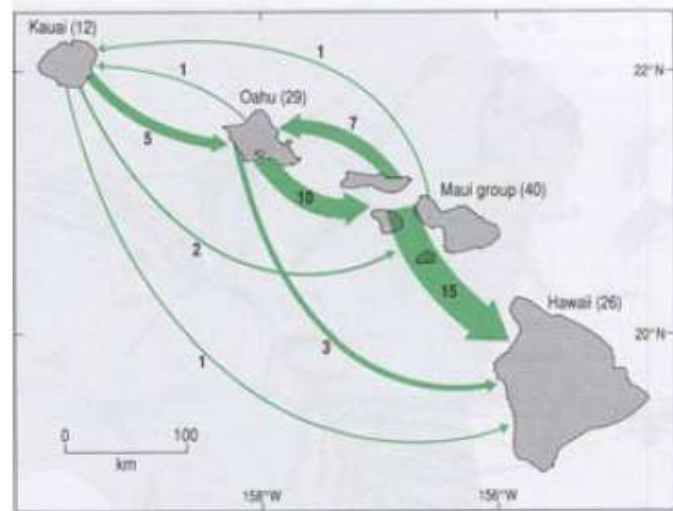 Kauai (12)
1
22°N
1
Oahu (29)
7
5
Maui group (40)
10
2
15
Hawaii (26)
20°N
3
1
0 100
km
158°W 156°W